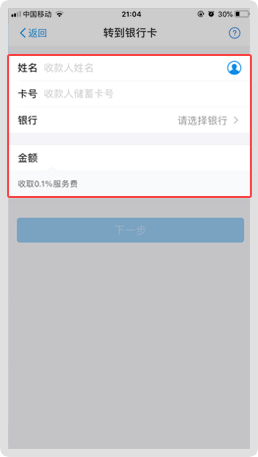 中国移动 21:04 30%
返回 转到银行卡
姓名 收款人姓名
卡号 收款人储蓄卡号
银行 请选择银行
金额
收取0.1%服务费
下一步